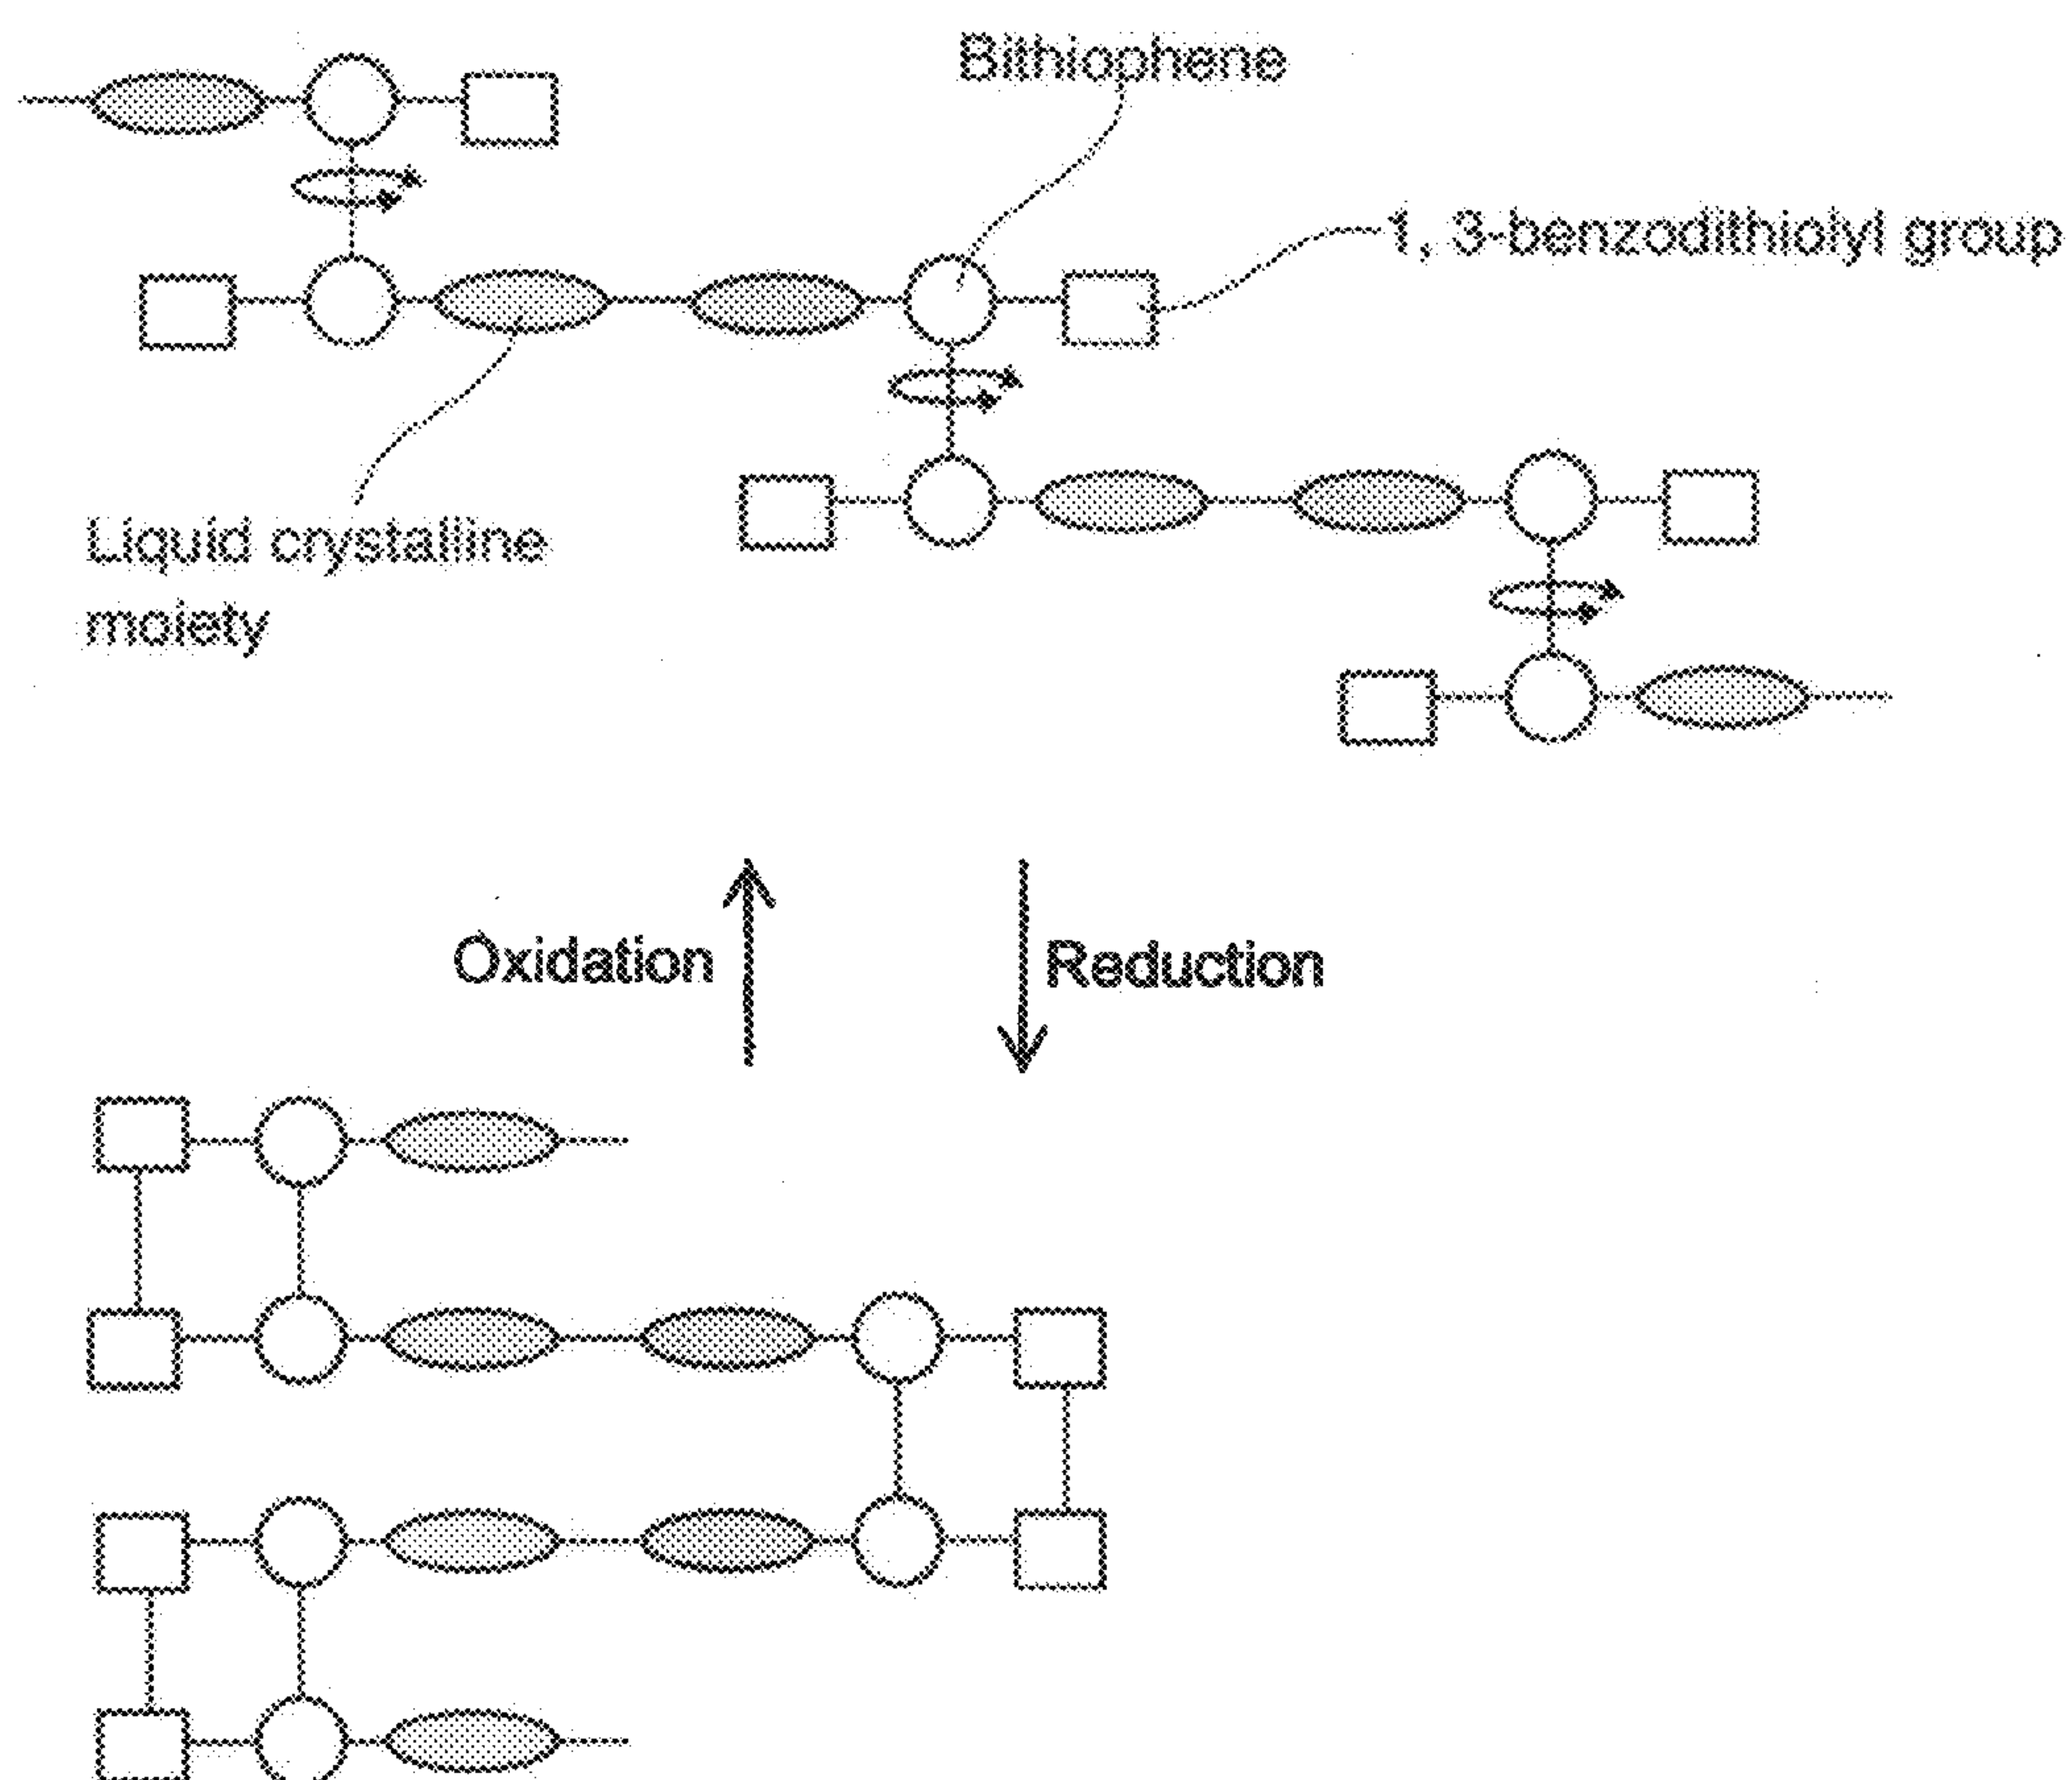 Bithiophene
1, 3-benzodithiolyl group
Liquid crystalline
moiety
Oxidation
Reduction